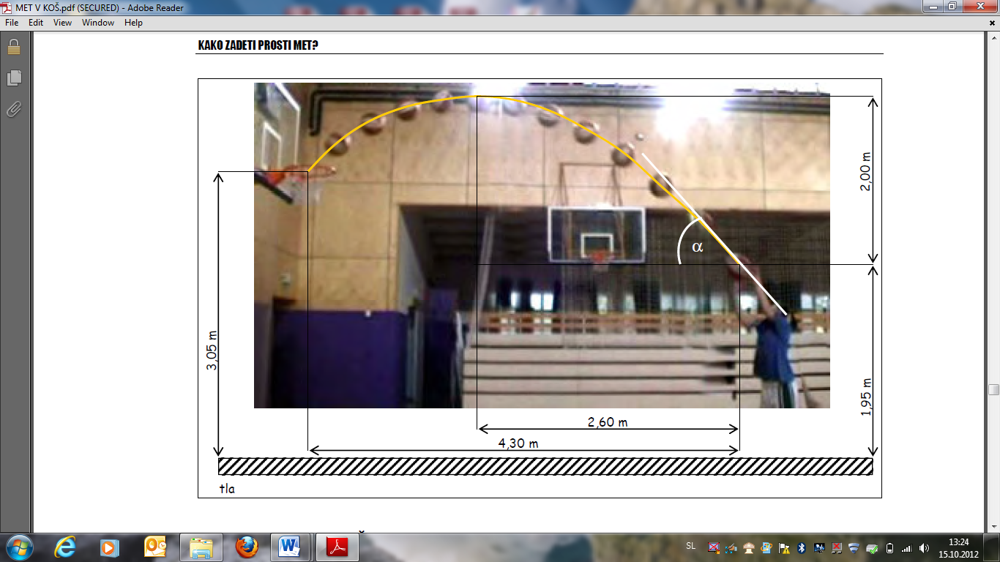 MET V KOŠ.pdf (SECURED) - Adobe Reader
File Edit View Window Help
KAKO ZADETI PROSTI MET?
2,00 m
α
3,05 m
1,95 m
2,60 m
4,30 m
tla
SL
13:24
15.10.2012